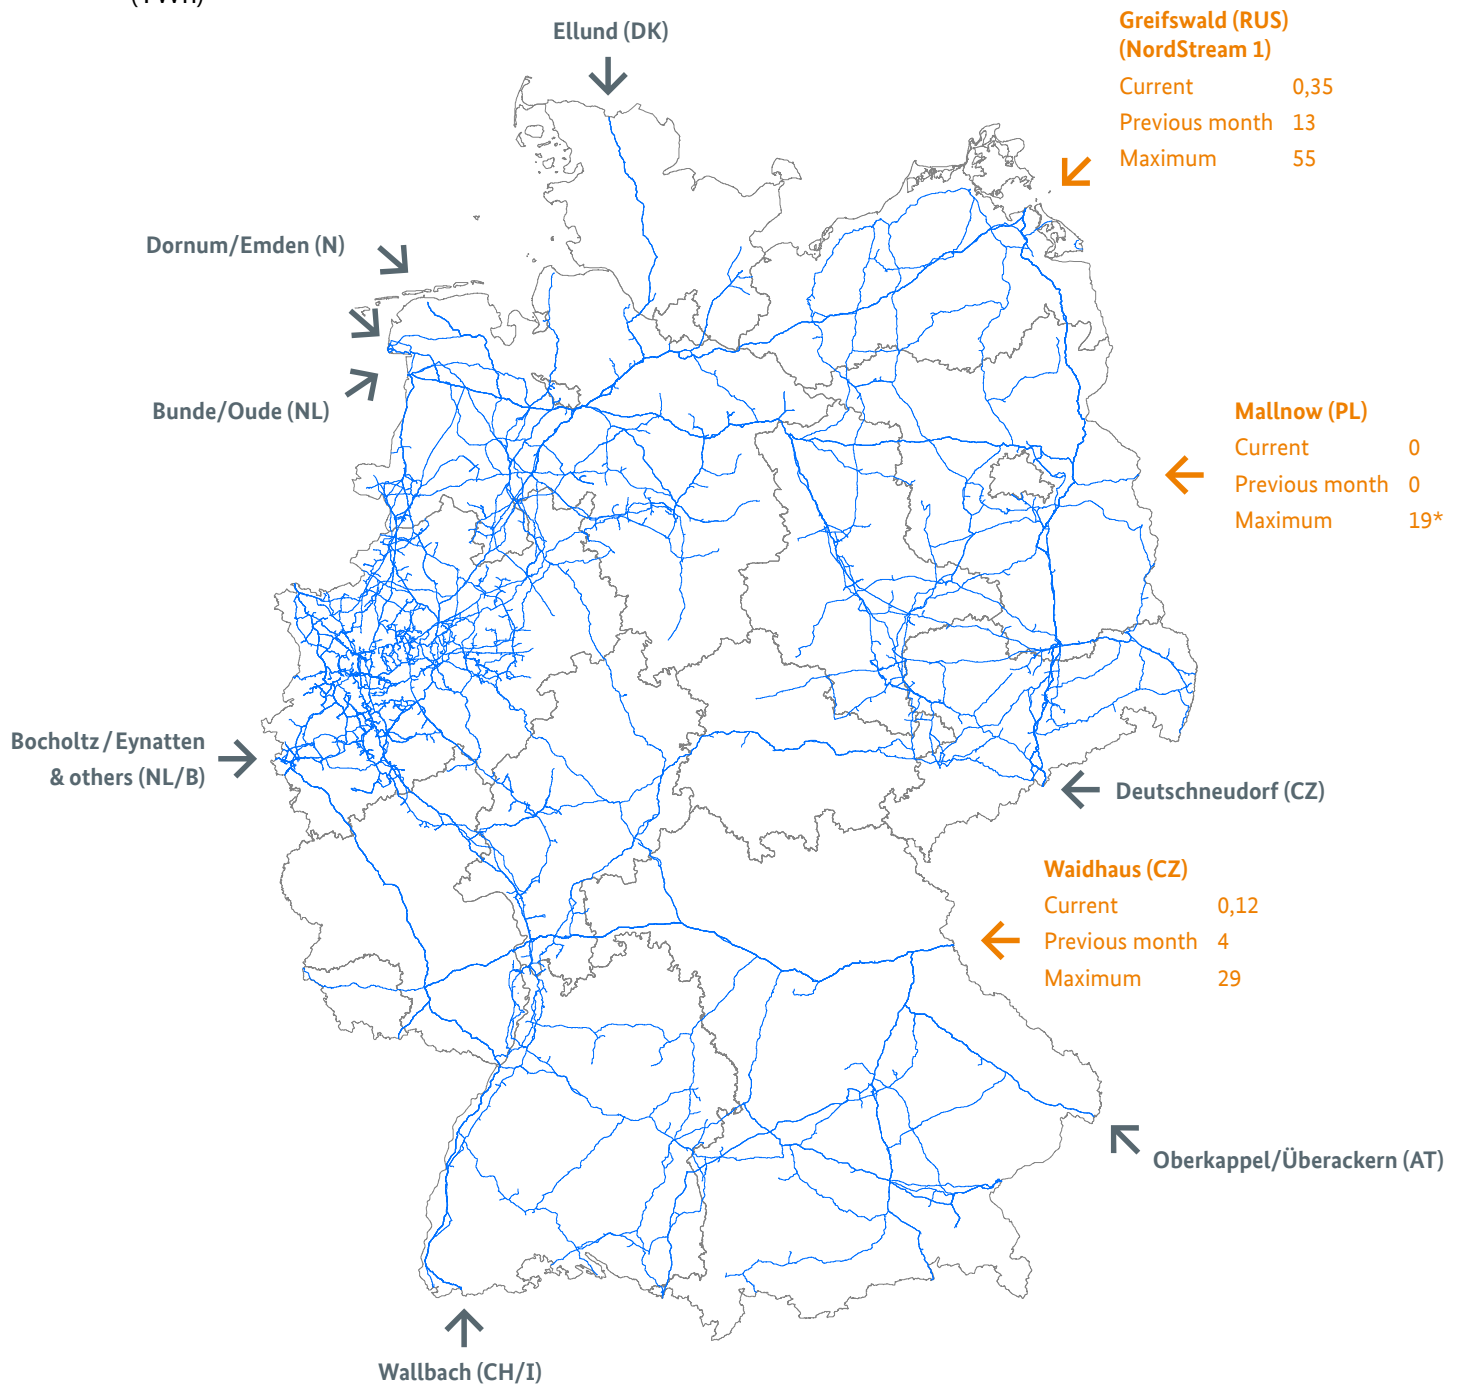 (TWh)
Ellund (DK)
Greifswald (RUS)
(NordStream 1)
Current 0,35
Previous month 13
Maximum 55
Dornum/Emden (N)
Bunde/Oude (NL)
Mallnow (PL)
Current 0
Previous month 0
Maximum 19*
Bocholtz / Eynatten
& others (NL/B)
Deutschneudorf (CZ)
Waidhaus (CZ)
Current 0,12
Previous month 4
Maximum 29
Oberkappel/Überackern (AT)
Wallbach (CH/I)